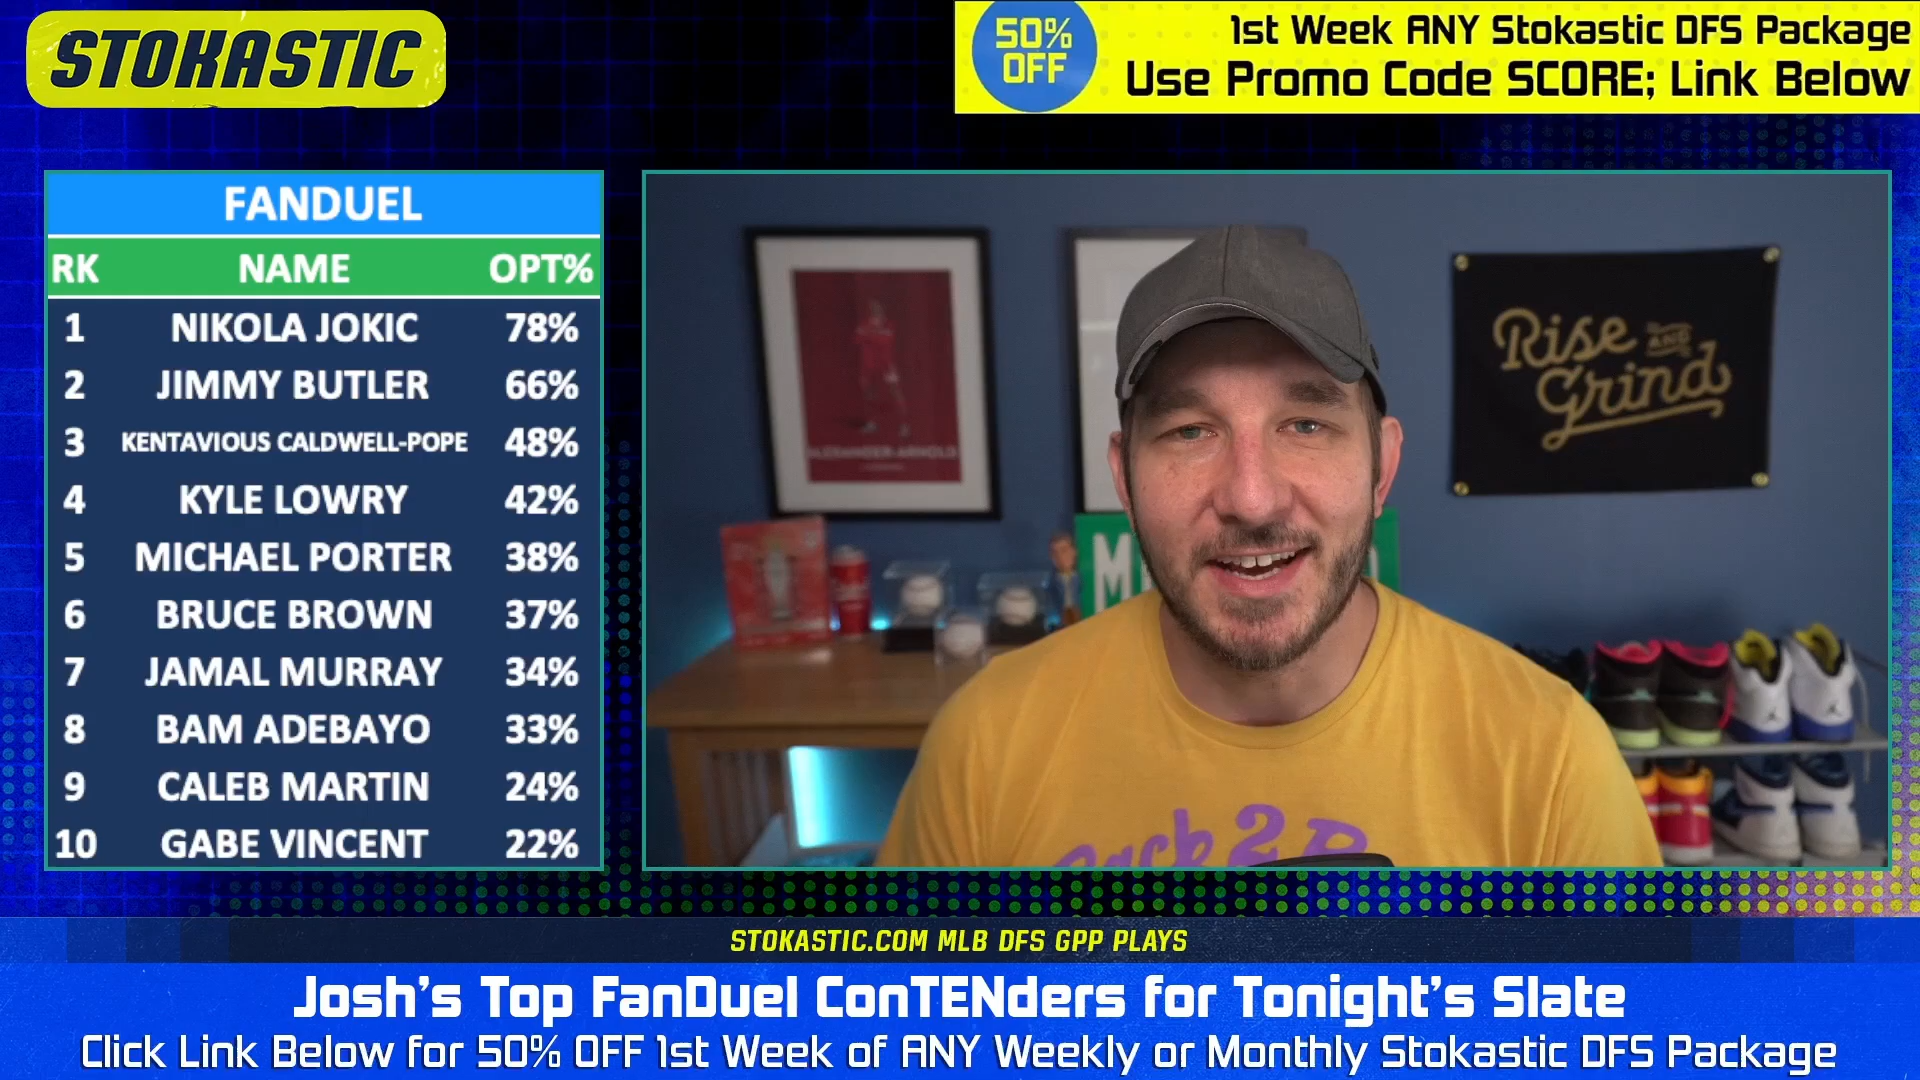 STOKASTIC
50%
OFF
1st Week ANY Stokastic DFS Package
Use Promo Code SCORE; Link Below
FANDUEL
RK NAME OPT%
1 NIKOLA JOKIC 78%
2 JIMMY BUTLER 66%
3 KENTAVIOUS CALDWELL-POPE 48%
4 KYLE LOWRY 42%
5 MICHAEL PORTER 38%
6 BRUCE BROWN 37%
7 JAMAL MURRAY 34%
8 BAM ADEBAYO 33%
9 CALEB MARTIN 24%
10 GABE VINCENT 22%
ALEXANDER-ARNOLD
Rise AND
Grind
STOKASTIC.COM MLB DFS GPP PLAYS
Josh's Top FanDuel ConTENders for Tonight's Slate
Click Link Below for 50% OFF 1st Week of ANY Weekly or Monthly Stokastic DFS Package